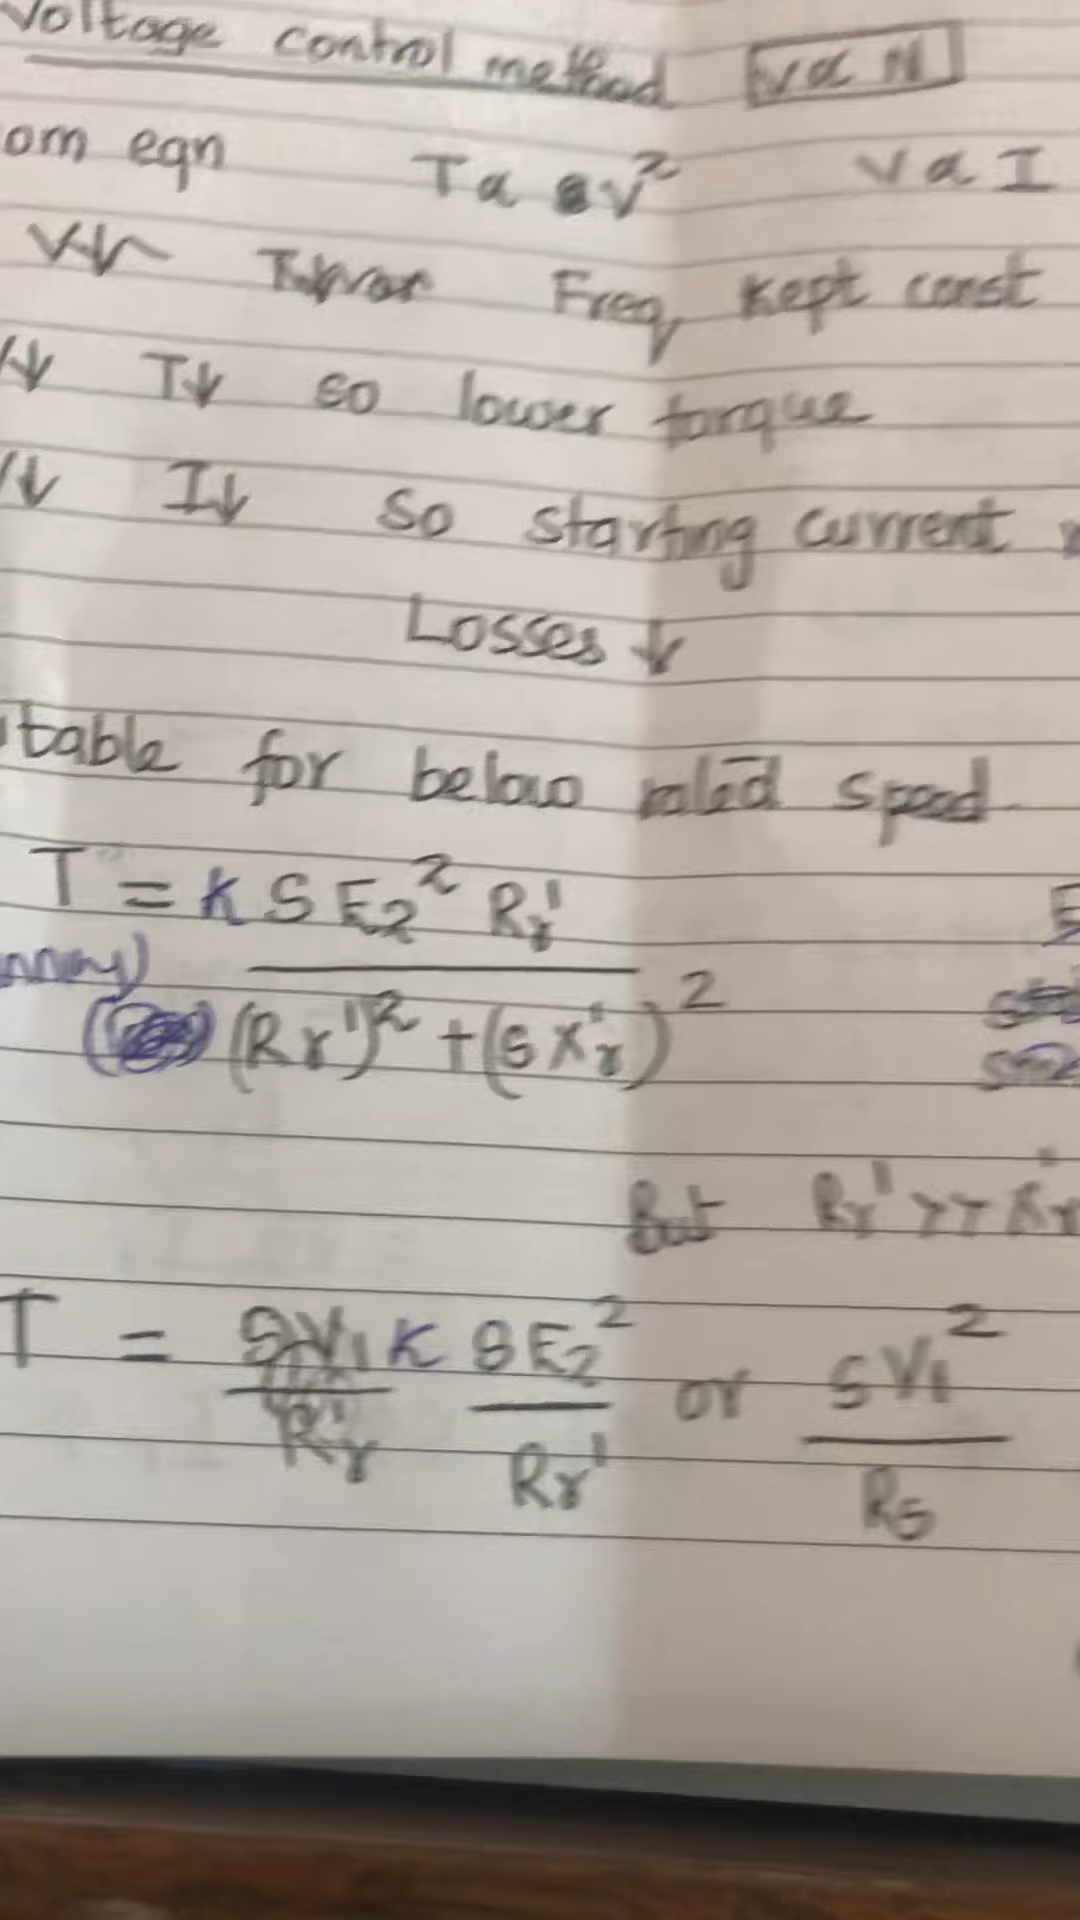 Voltage control method V α N
om eqn T α V² V α I
Freq kept const
↓ T↓ so lower torque
↓ I↓ so starting current
Losses ↓
table for below rated speed
T = K S E₂² Rr'
(Rr')² + (S X'r)²
But Rr' >> Xr
T = K S E₂² or S V₁²
Rr' Rs